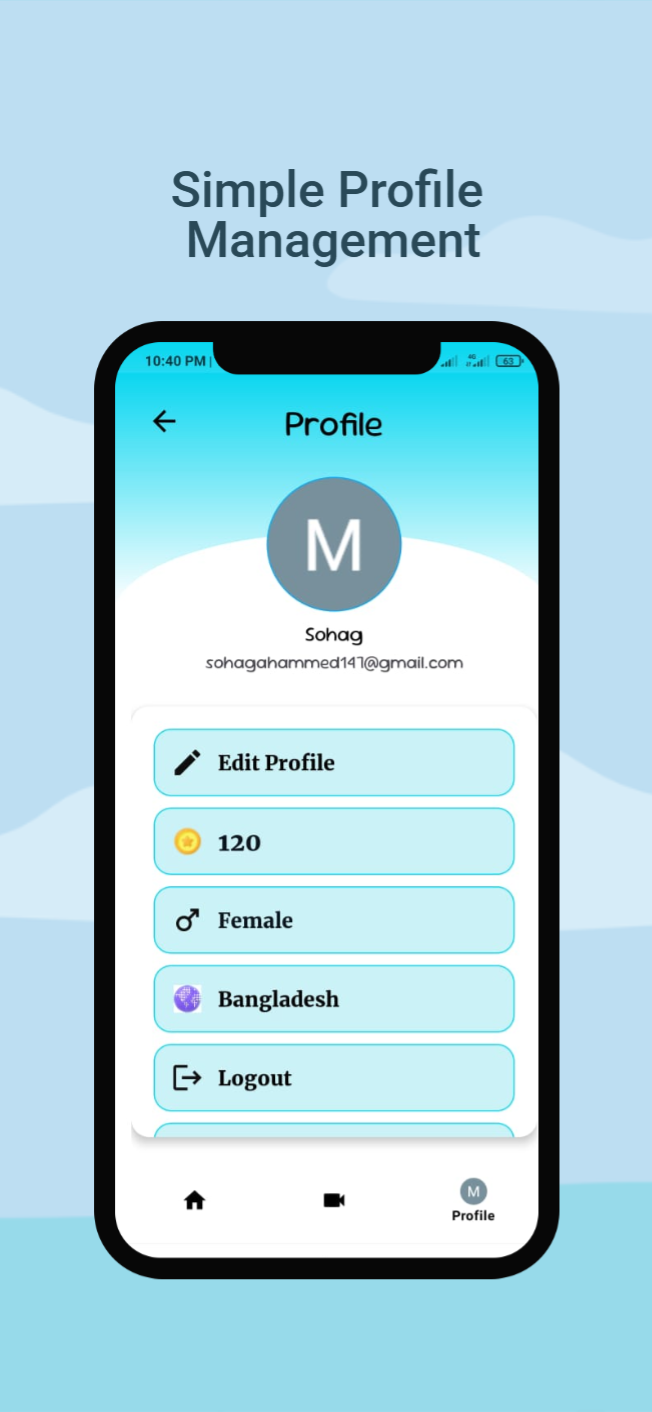 Simple Profile
Management
10:40 PM |
4G
63
Profile
M
Sohag
sohagahammed147@gmail.com
Edit Profile
120
Female
Bangladesh
Logout
M
Profile